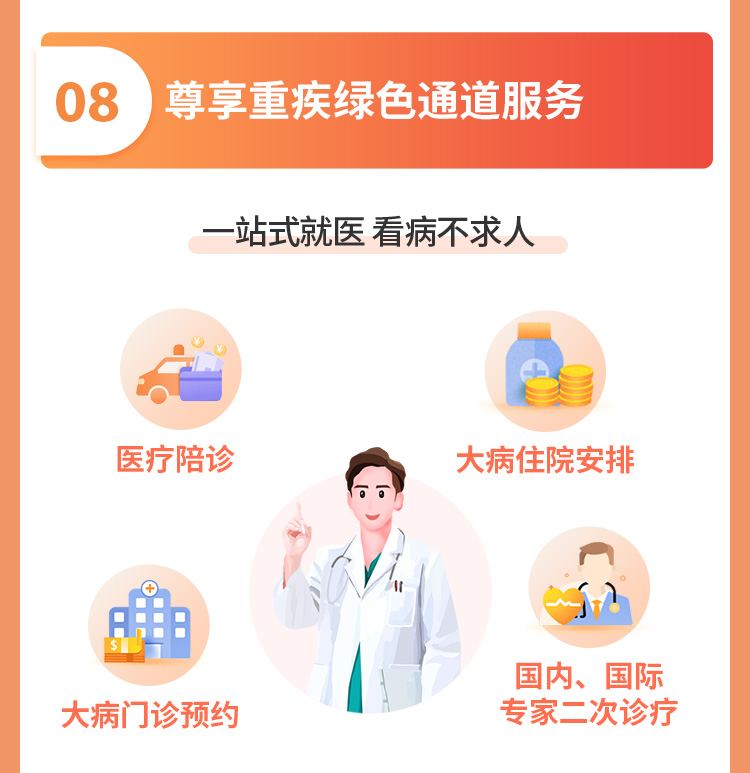 08
尊享重疾绿色通道服务
一站式就医 看病不求人
医疗陪诊
大病住院安排
大病门诊预约
国内、国际
专家二次诊疗